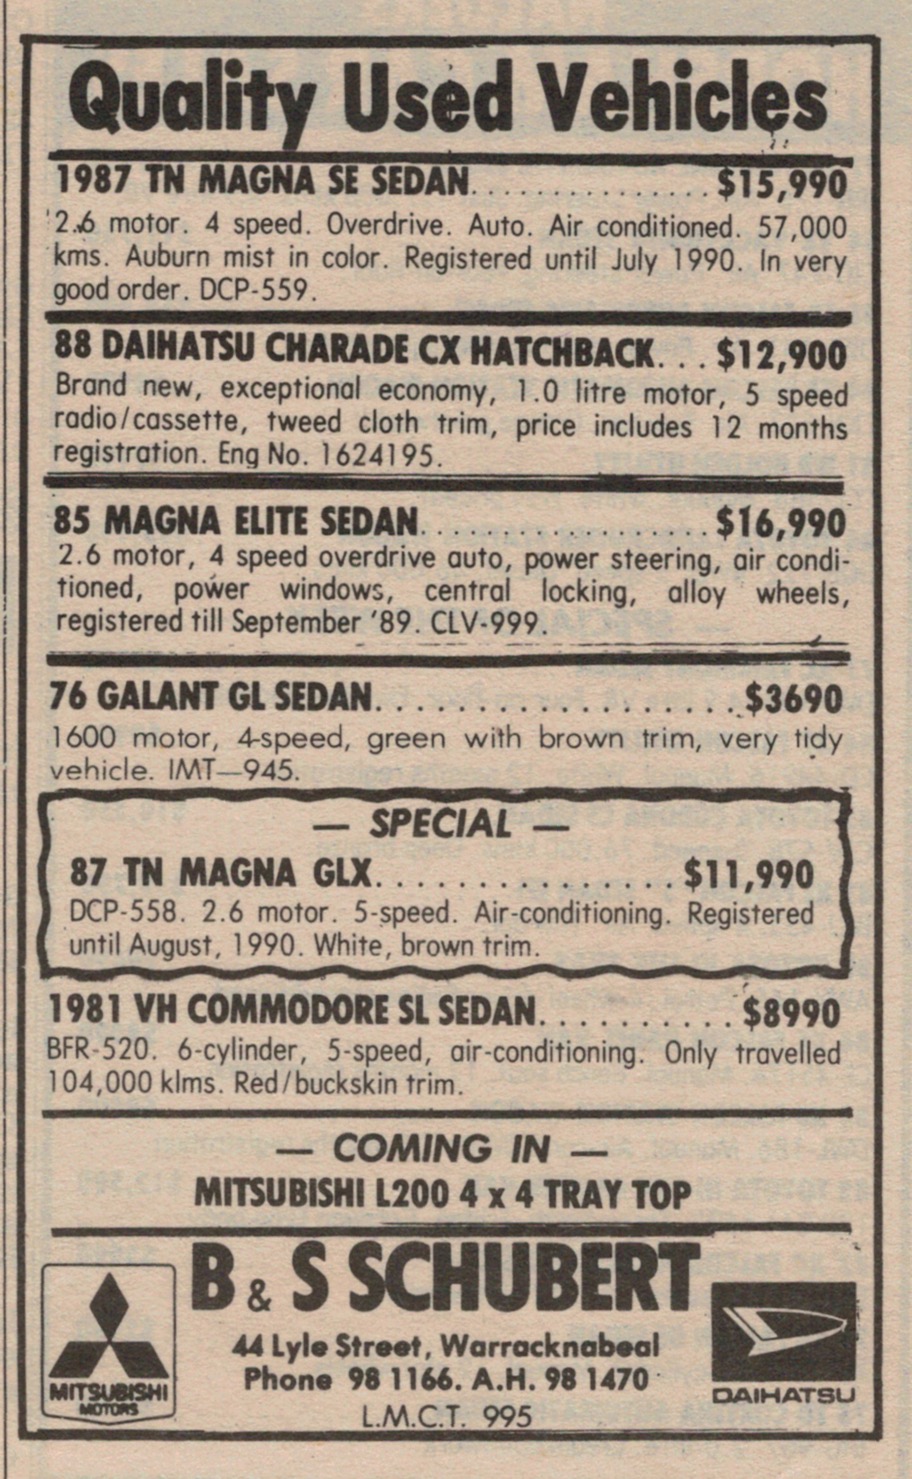 Quality Used Vehicles
1987 TN MAGNA SE SEDAN.............. $15,990
2.6 motor. 4 speed. Overdrive. Auto. Air conditioned. 57,000
kms. Auburn mist in color. Registered until July 1990. In very
good order. DCP-559.
88 DAIHATSU CHARADE CX HATCHBACK... $12,900
Brand new, exceptional economy, 1.0 litre motor, 5 speed
radio/cassette, tweed cloth trim, price includes 12 months
registration. Eng No. 1624195.
85 MAGNA ELITE SEDAN................. $16,990
2.6 motor, 4 speed overdrive auto, power steering, air condi-
tioned, power windows, central locking, alloy wheels,
registered till September '89. CLV-999.
76 GALANT GL SEDAN................... $3690
1600 motor, 4-speed, green with brown trim, very tidy
vehicle. IMT—945.
— SPECIAL —
87 TN MAGNA GLX............... $11,990
DCP-558. 2.6 motor. 5-speed. Air-conditioning. Registered
until August, 1990. White, brown trim.
1981 VH COMMODORE SL SEDAN.......... $8990
BFR-520. 6-cylinder, 5-speed, air-conditioning. Only travelled
104,000 klms. Red/buckskin trim.
— COMING IN —
MITSUBISHI L200 4 x 4 TRAY TOP
B & S SCHUBERT
44 Lyle Street, Warracknabeal
Phone 98 1166. A.H. 98 1470
L.M.C.T. 995
MITSUBISHI
MOTORS
DAIHATSU